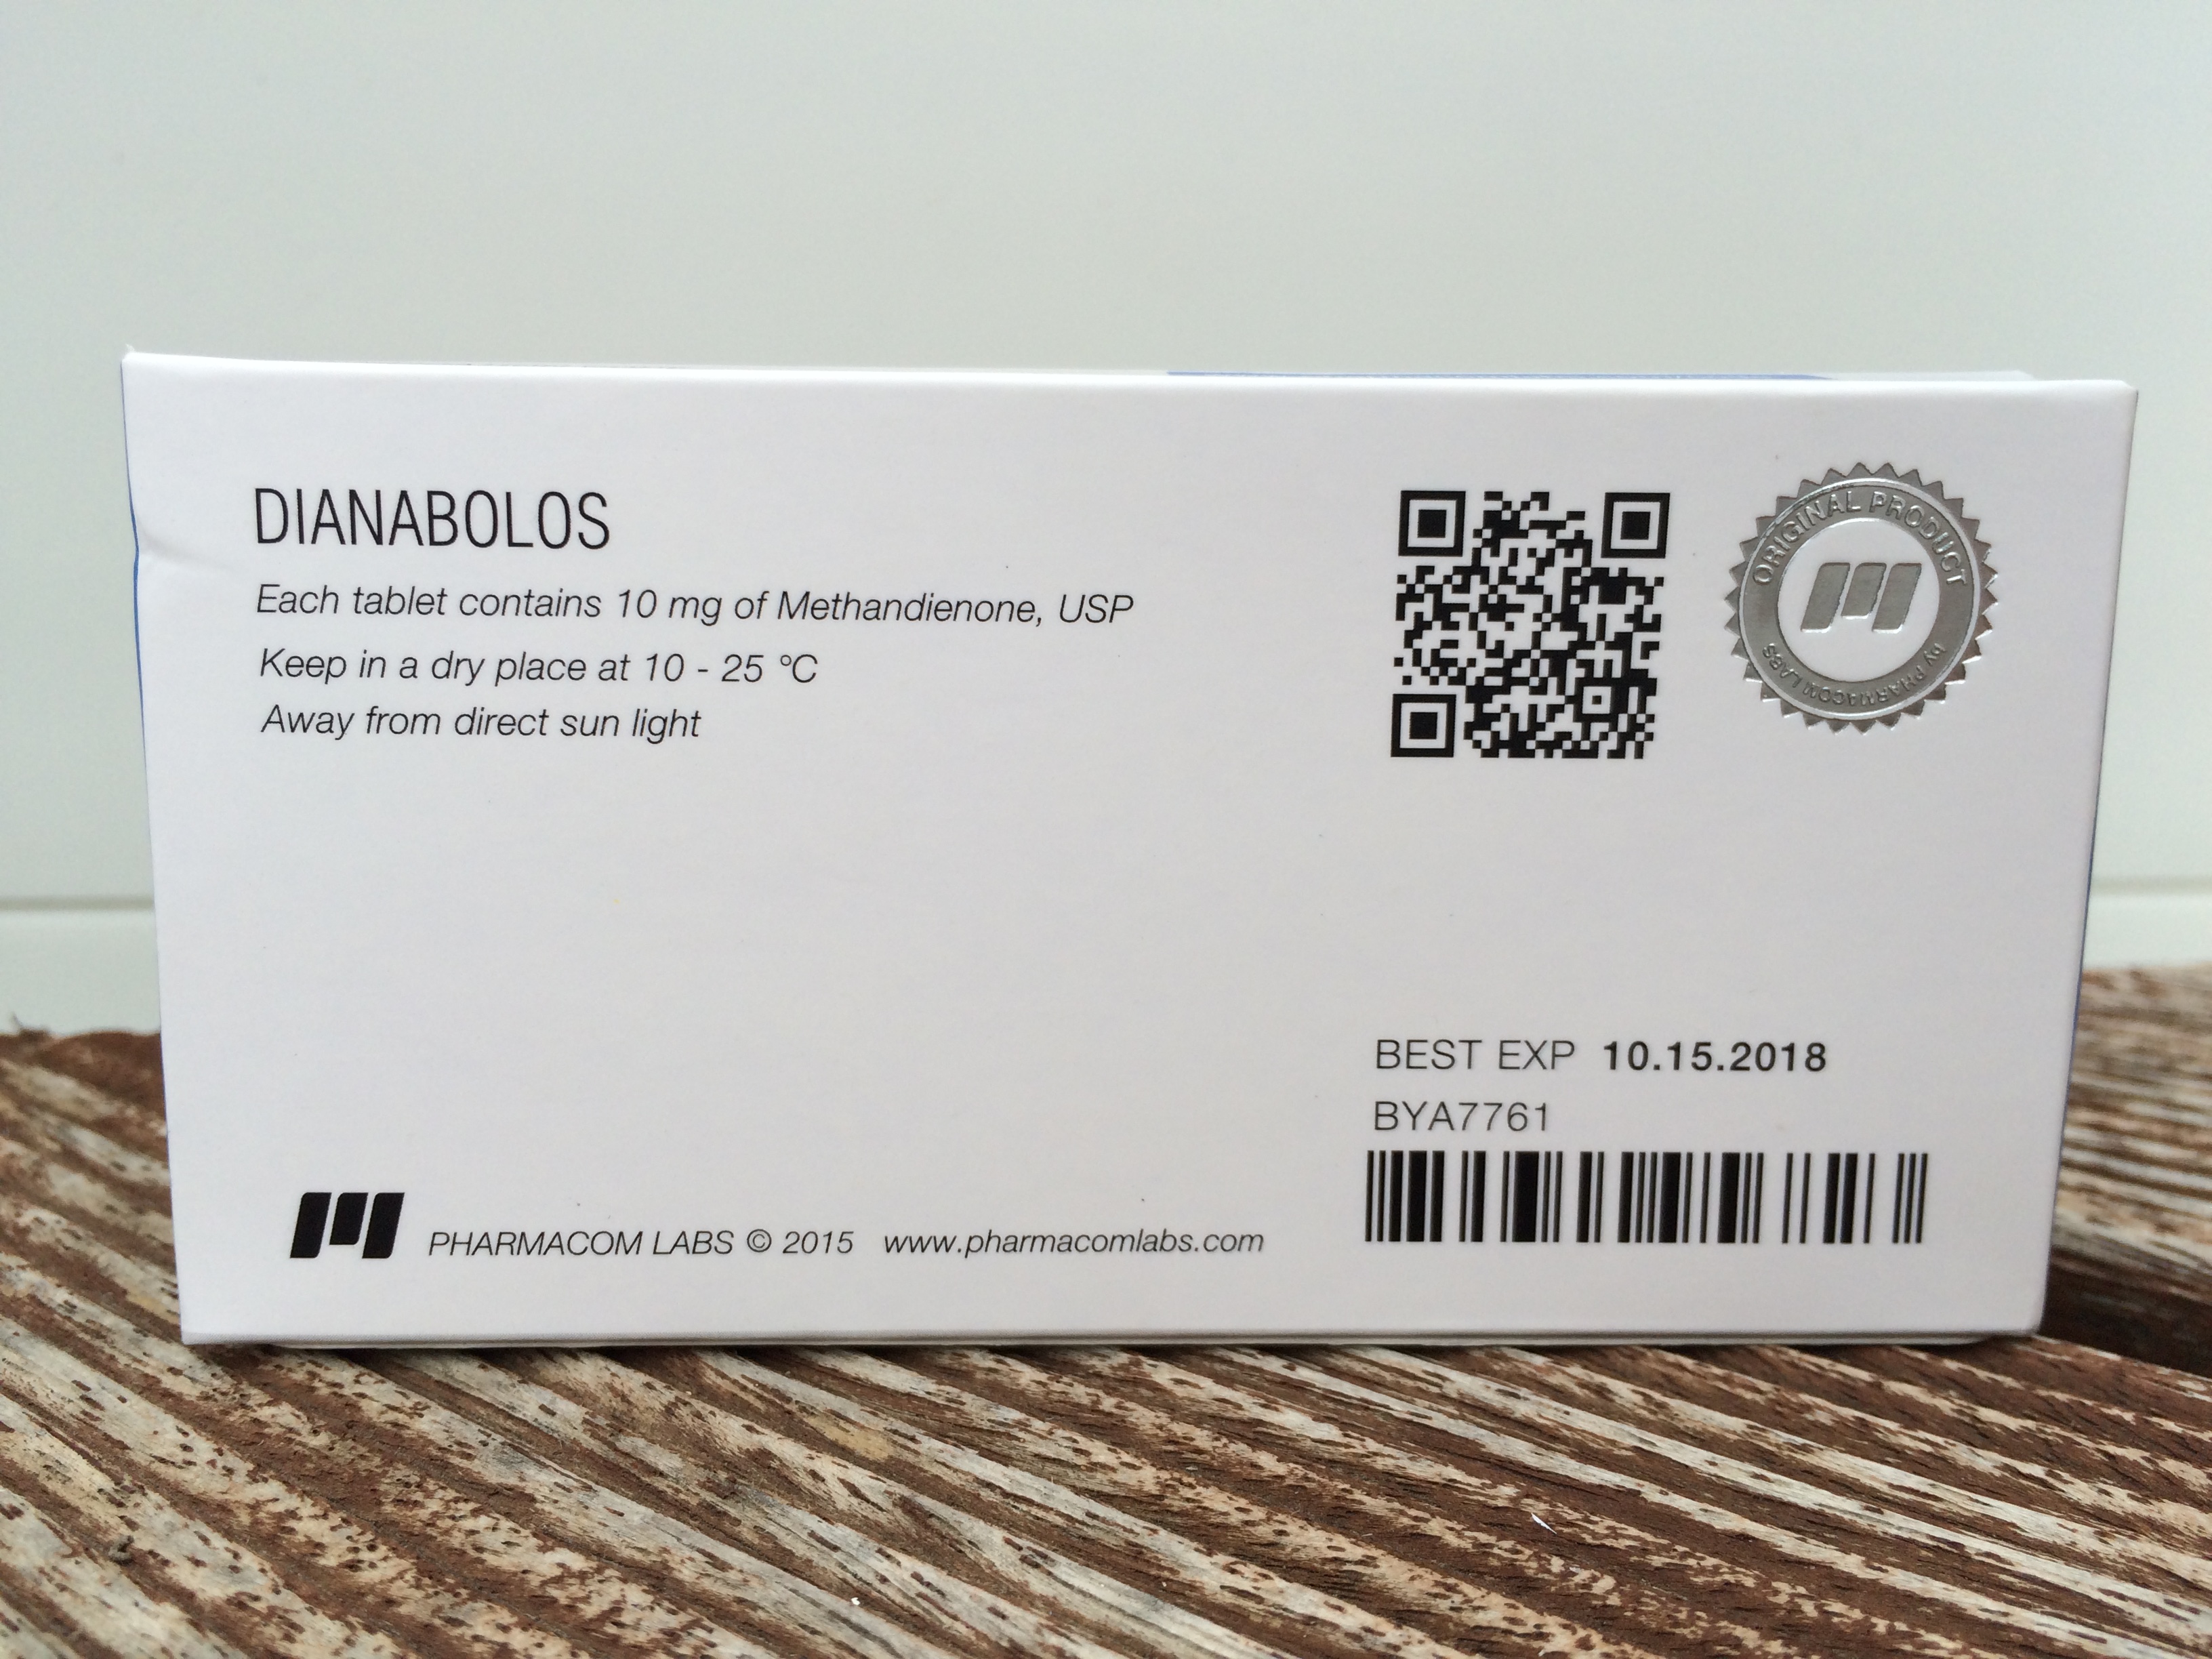 DIANABOLOS
Each tablet contains 10 mg of Methandienone, USP
Keep in a dry place at 10 - 25 °C
Away from direct sun light
ORIGINAL PRODUCT
by PHARMACOM LABS
BEST EXP 10.15.2018
BYA7761
PHARMACOM LABS © 2015 www.pharmacomlabs.com